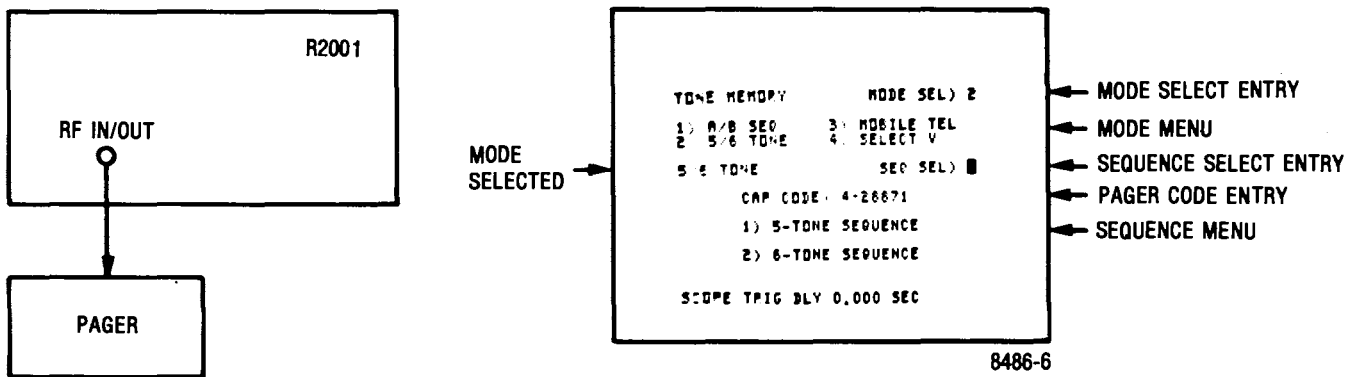 R2001
RF IN/OUT
PAGER
MODE
SELECTED
TONE MEMORY MODE SEL) 2
1) A/B SEQ 3) MOBILE TEL
2) 5/6 TONE 4) SELECT V
5/6 TONE SEQ SEL)
CAP CODE: 4-26671
1) 5-TONE SEQUENCE
2) 6-TONE SEQUENCE
SCOPE TRIG DLY 0.000 SEC
MODE SELECT ENTRY
MODE MENU
SEQUENCE SELECT ENTRY
PAGER CODE ENTRY
SEQUENCE MENU
8486-6